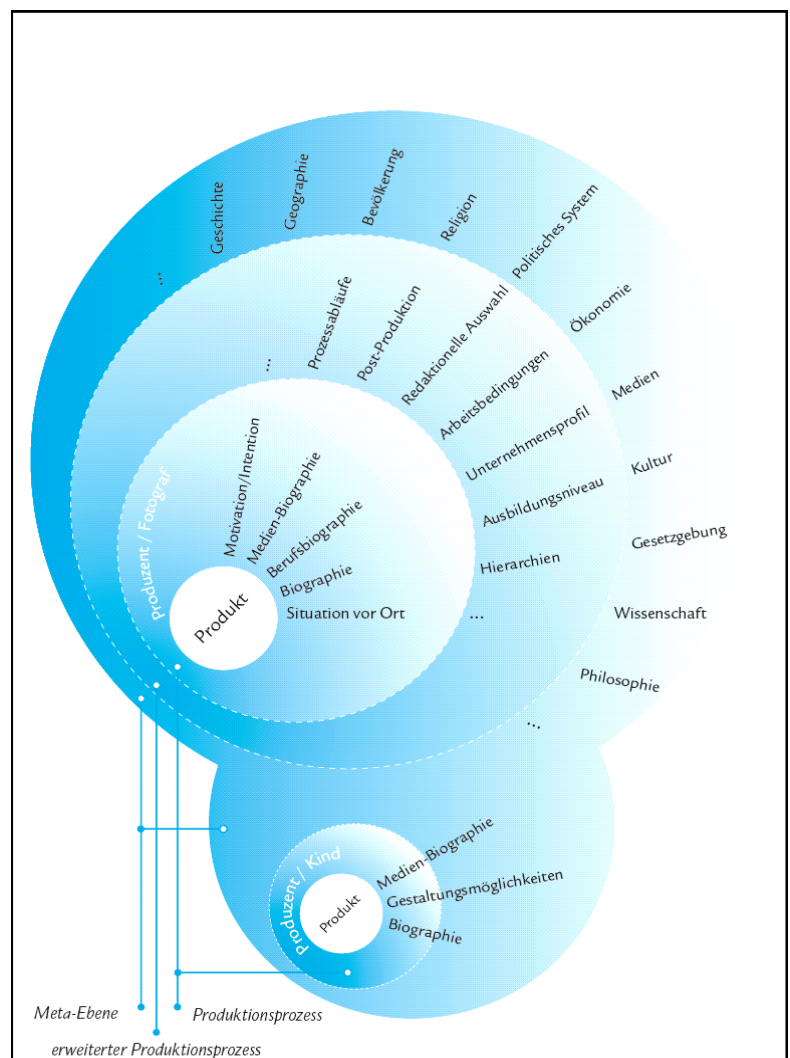 ...
Geschichte
Geographie
Bevölkerung
Religion
Politisches System
Ökonomie
Medien
Kultur
Gesetzgebung
Wissenschaft
Philosophie
...
...
Prozessabläufe
Post-Produktion
Redaktionelle Auswahl
Arbeitsbedingungen
Unternehmensprofil
Ausbildungsniveau
Hierarchien
...
Produzent / Fotograf
Motivation/Intention
Medien-Biographie
Berufsbiographie
Biographie
Situation vor Ort
Produkt
Produzent / Kind
Medien-Biographie
Gestaltungsmöglichkeiten
Biographie
Produkt
Meta-Ebene
Produktionsprozess
erweiterter Produktionsprozess